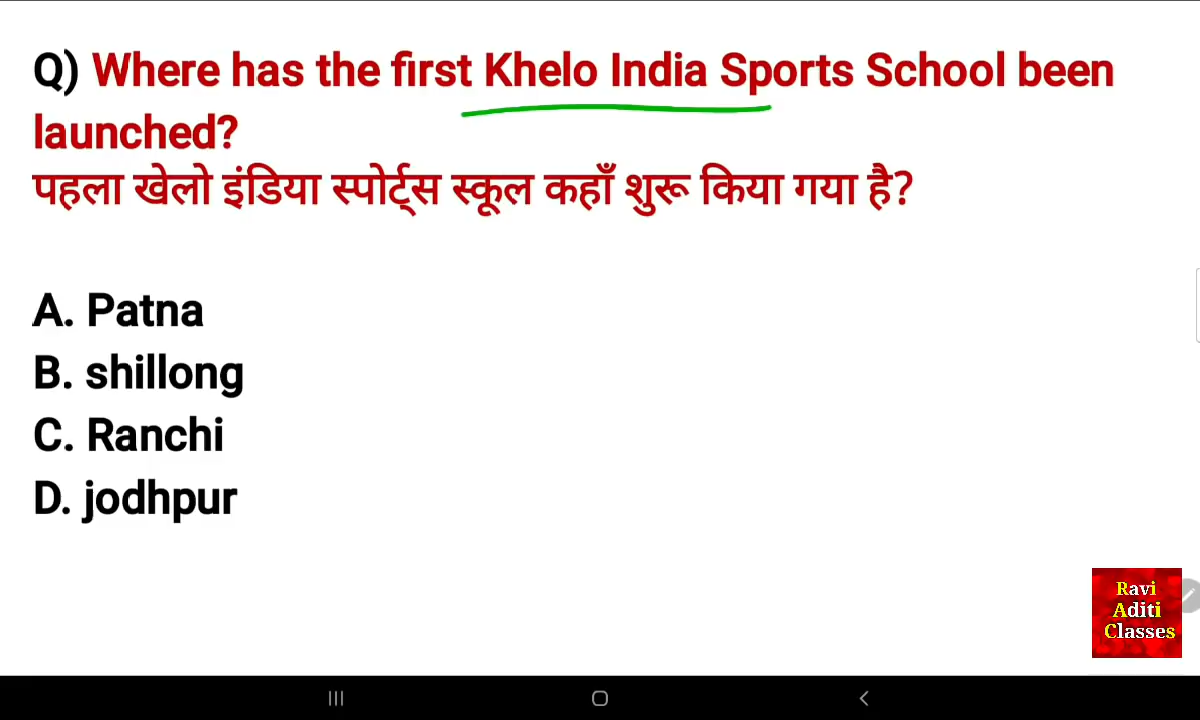 Q) Where has the first Khelo India Sports School been
launched?
पहला खेलो इंडिया स्पोर्ट्स स्कूल कहाँ शुरू किया गया है?
A. Patna
B. shillong
C. Ranchi
D. jodhpur
Ravi
Aditi
Classes